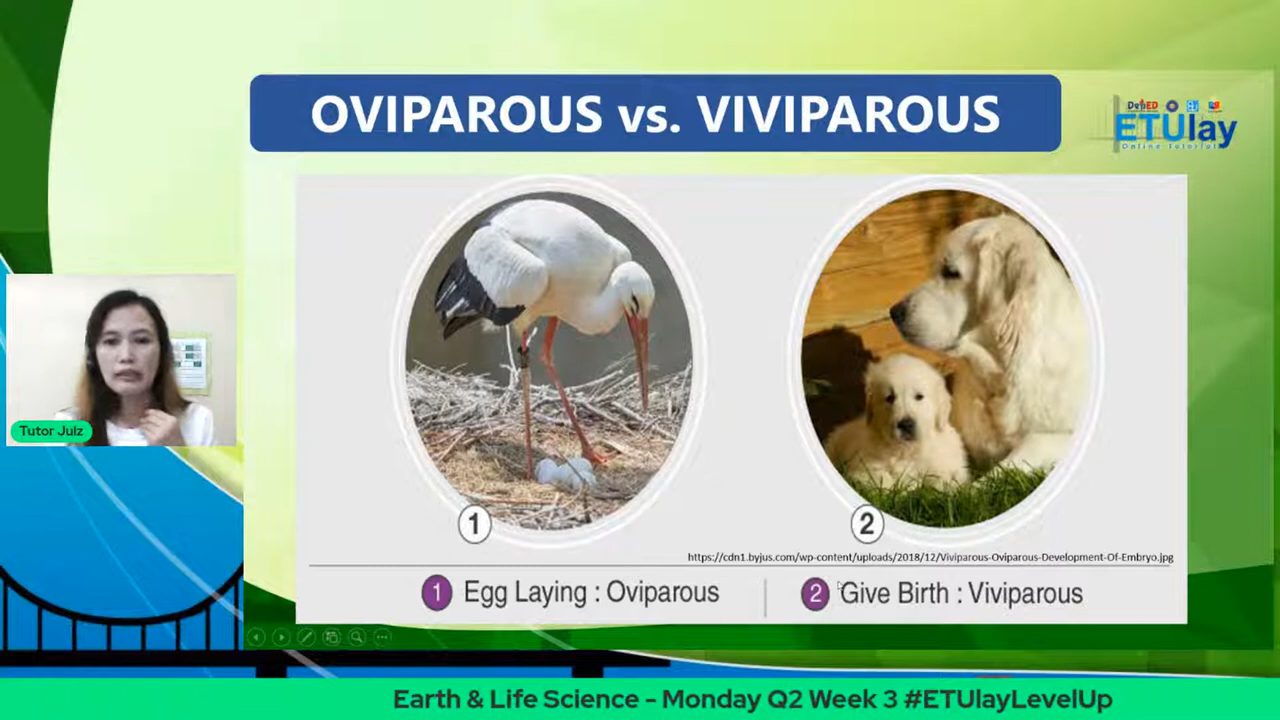 OVIPAROUS vs. VIVIPAROUS
DepED
ETUlay
Online Tutorial
Tutor Julz
1
2
https://cdn1.byjus.com/wp-content/uploads/2018/12/Viviparous-Oviparous-Development-Of-Embryo.jpg
1 Egg Laying : Oviparous
2 Give Birth : Viviparous
Earth & Life Science - Monday Q2 Week 3 #ETUlayLevelUp